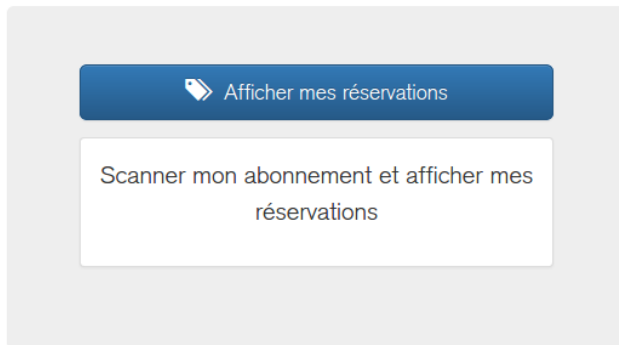 Afficher mes réservations
Scanner mon abonnement et afficher mes
réservations